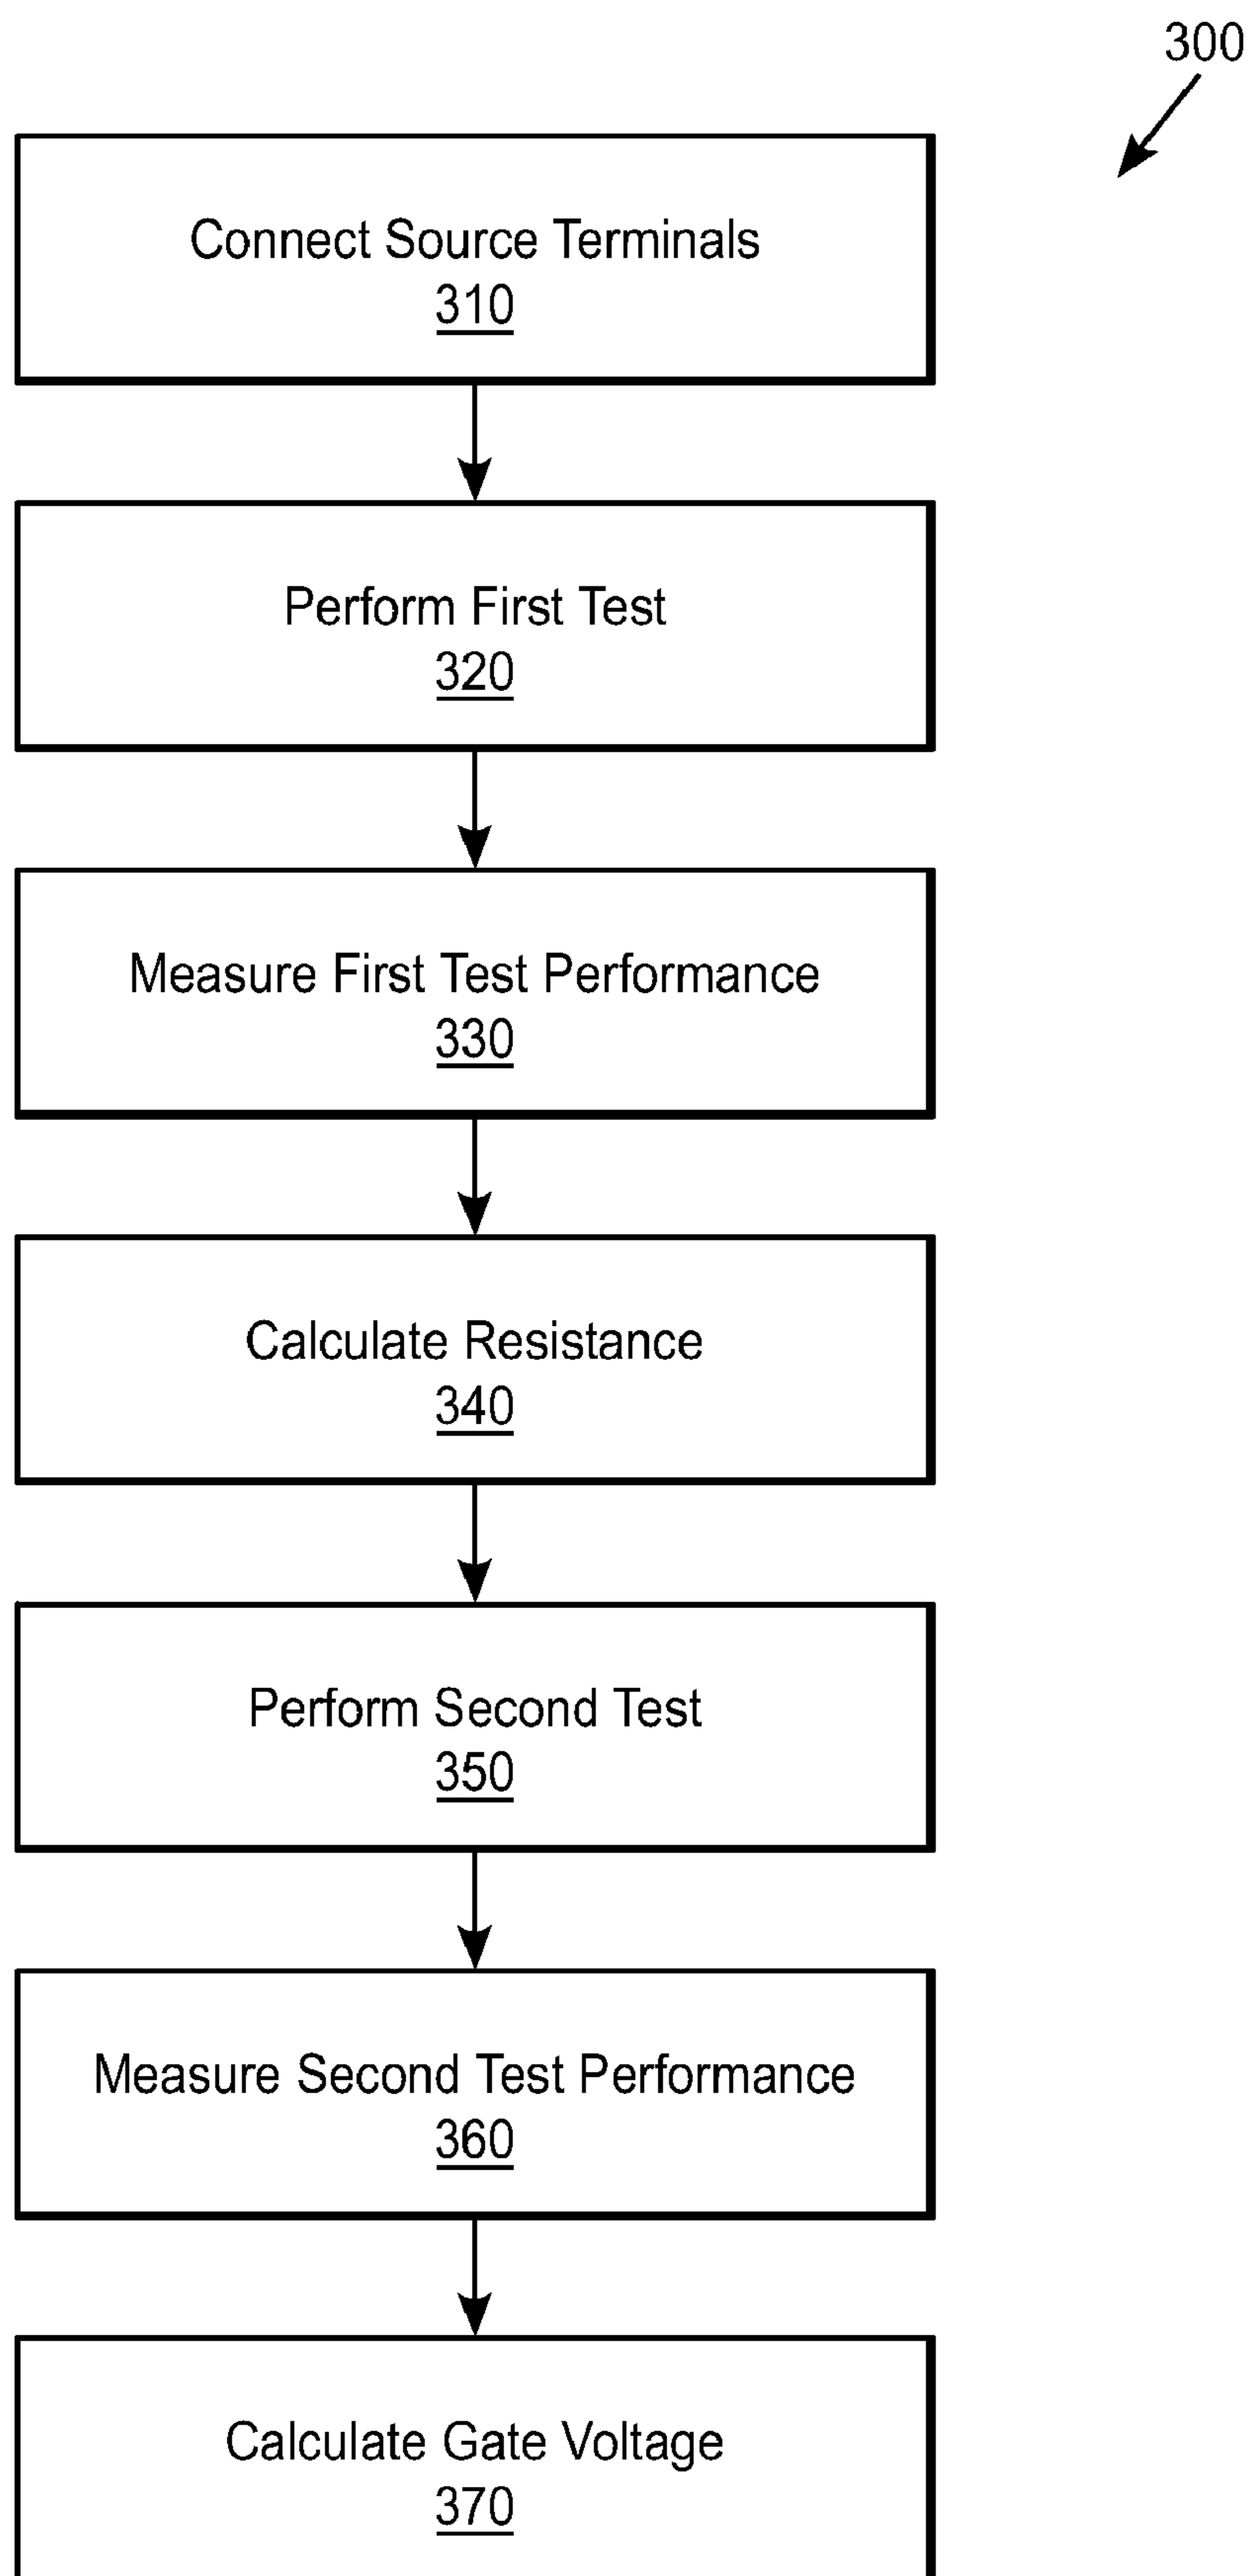 300
Connect Source Terminals
310
Perform First Test
320
Measure First Test Performance
330
Calculate Resistance
340
Perform Second Test
350
Measure Second Test Performance
360
Calculate Gate Voltage
370